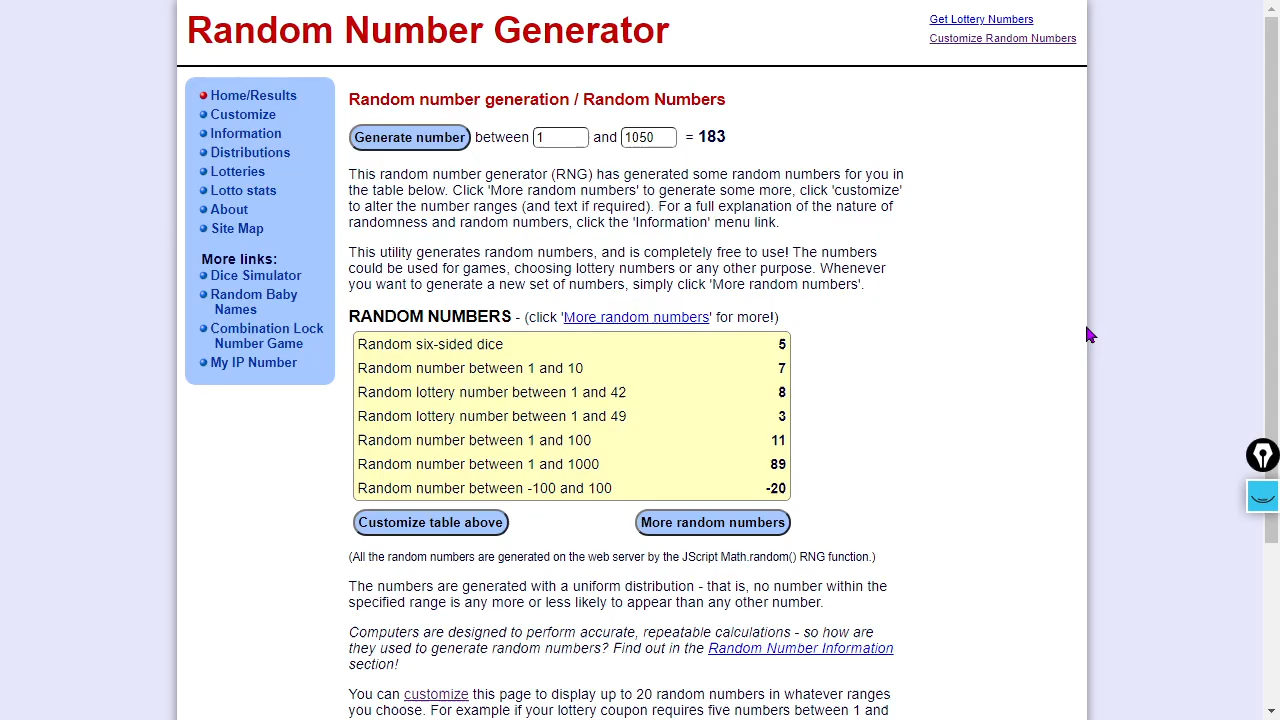 Random Number Generator
Get Lottery Numbers
Customize Random Numbers
Home/Results
Customize
Information
Distributions
Lotteries
Lotto stats
About
Site Map
More links:
Dice Simulator
Random Baby
Names
Combination Lock
Number Game
My IP Number
Random number generation / Random Numbers
Generate number between 1 and 1050 = 183
This random number generator (RNG) has generated some random numbers for you in
the table below. Click 'More random numbers' to generate some more, click 'customize'
to alter the number ranges (and text if required). For a full explanation of the nature of
randomness and random numbers, click the 'Information' menu link.
This utility generates random numbers, and is completely free to use! The numbers
could be used for games, choosing lottery numbers or any other purpose. Whenever
you want to generate a new set of numbers, simply click 'More random numbers'.
RANDOM NUMBERS - (click 'More random numbers' for more!)
Random six-sided dice 5
Random number between 1 and 10 7
Random lottery number between 1 and 42 8
Random lottery number between 1 and 49 3
Random number between 1 and 100 11
Random number between 1 and 1000 89
Random number between -100 and 100 -20
Customize table above More random numbers
(All the random numbers are generated on the web server by the JScript Math.random() RNG function.)
The numbers are generated with a uniform distribution - that is, no number within the
specified range is any more or less likely to appear than any other number.
Computers are designed to perform accurate, repeatable calculations - so how are
they used to generate random numbers? Find out in the Random Number Information
section!
You can customize this page to display up to 20 random numbers in whatever ranges
you choose. For example if your lottery coupon requires five numbers between 1 and